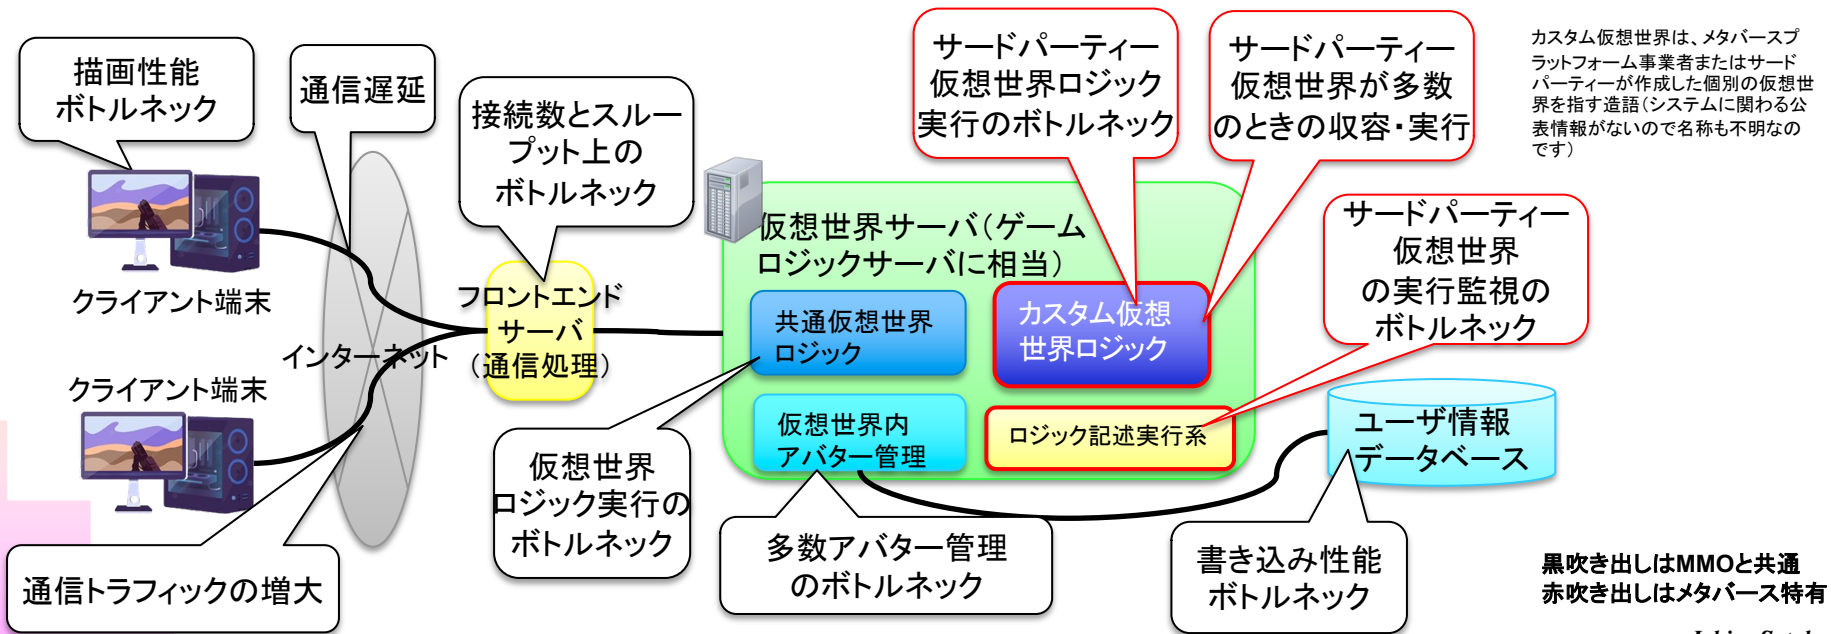 描画性能
ボトルネック
通信遅延
接続数とスルー
プット上の
ボトルネック
サードパーティー
仮想世界ロジック
実行のボトルネック
サードパーティー
仮想世界が多数
のときの収容・実行
カスタム仮想世界は、メタバースプ
ラットフォーム事業者またはサード
パーティーが作成した個別の仮想世
界を指す造語(システムに関わる公
表情報がないので名称も不明なの
です)
サードパーティー
仮想世界
の実行監視の
ボトルネック
仮想世界サーバ(ゲーム
ロジックサーバに相当)
クライアント端末
フロントエンド
サーバ
(通信処理)
インターネット
共通仮想世界
ロジック
カスタム仮想
世界ロジック
クライアント端末
仮想世界内
アバター管理
ロジック記述実行系
ユーザ情報
データベース
仮想世界
ロジック実行の
ボトルネック
通信トラフィックの増大
多数アバター管理
のボトルネック
書き込み性能
ボトルネック
黒吹き出しはMMOと共通
赤吹き出しはメタバース特有